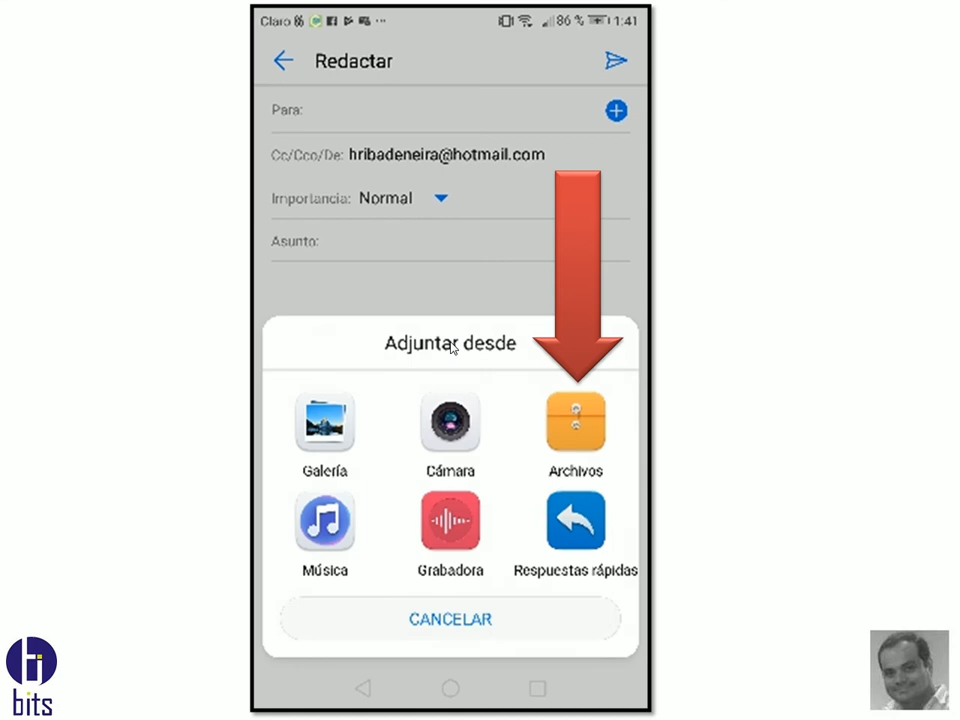 Claro 86 % 1:41
Redactar
Para:
Cc/Cco/De: hribadeneira@hotmail.com
Importancia: Normal
Asunto:
Adjuntar desde
Galería Cámara Archivos
Música Grabadora Respuestas rápidas
CANCELAR
hi
bits